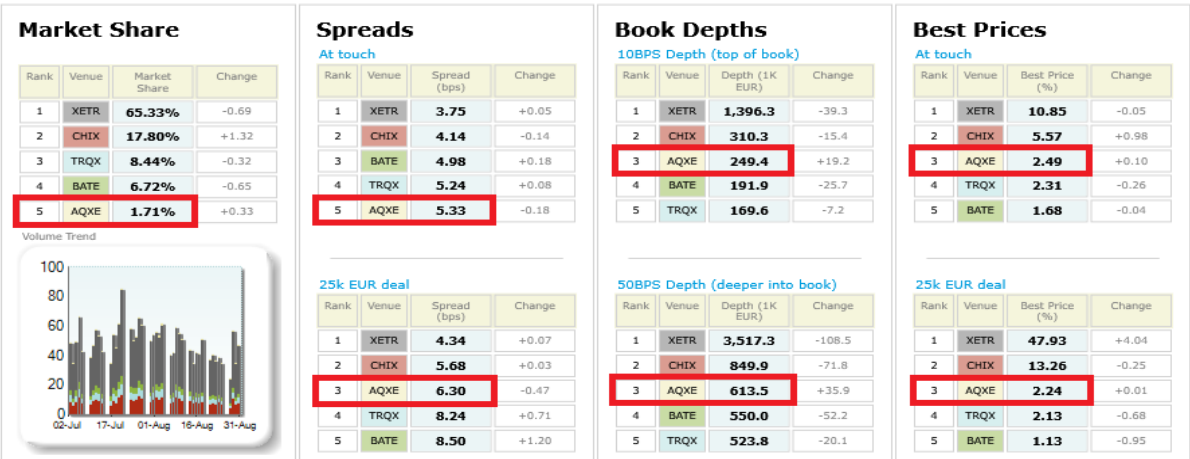 Market Share
Rank Venue Market Share Change
1 XETR 65.33% -0.69
2 CHIX 17.80% +1.32
3 TRQX 8.44% -0.32
4 BATE 6.72% -0.65
5 AQXE 1.71% +0.33
Volume Trend
100
80
60
40
20
0
02-Jul 17-Jul 01-Aug 16-Aug 31-Aug
Spreads
At touch
Rank Venue Spread (bps) Change
1 XETR 3.75 +0.05
2 CHIX 4.14 -0.14
3 BATE 4.98 +0.18
4 TRQX 5.24 +0.08
5 AQXE 5.33 -0.18
25k EUR deal
Rank Venue Spread (bps) Change
1 XETR 4.34 +0.07
2 CHIX 5.68 +0.03
3 AQXE 6.30 -0.47
4 TRQX 8.24 +0.71
5 BATE 8.50 +1.20
Book Depths
10BPS Depth (top of book)
Rank Venue Depth (1K EUR) Change
1 XETR 1,396.3 -39.3
2 CHIX 310.3 -15.4
3 AQXE 249.4 +19.2
4 BATE 191.9 -25.7
5 TRQX 169.6 -7.2
50BPS Depth (deeper into book)
Rank Venue Depth (1K EUR) Change
1 XETR 3,517.3 -108.5
2 CHIX 849.9 -71.8
3 AQXE 613.5 +35.9
4 BATE 550.0 -52.2
5 TRQX 523.8 -20.1
Best Prices
At touch
Rank Venue Best Price (%) Change
1 XETR 10.85 -0.05
2 CHIX 5.57 +0.98
3 AQXE 2.49 +0.10
4 TRQX 2.31 -0.26
5 BATE 1.68 -0.04
25k EUR deal
Rank Venue Best Price (%) Change
1 XETR 47.93 +4.04
2 CHIX 13.26 -0.25
3 AQXE 2.24 +0.01
4 TRQX 2.13 -0.68
5 BATE 1.13 -0.95